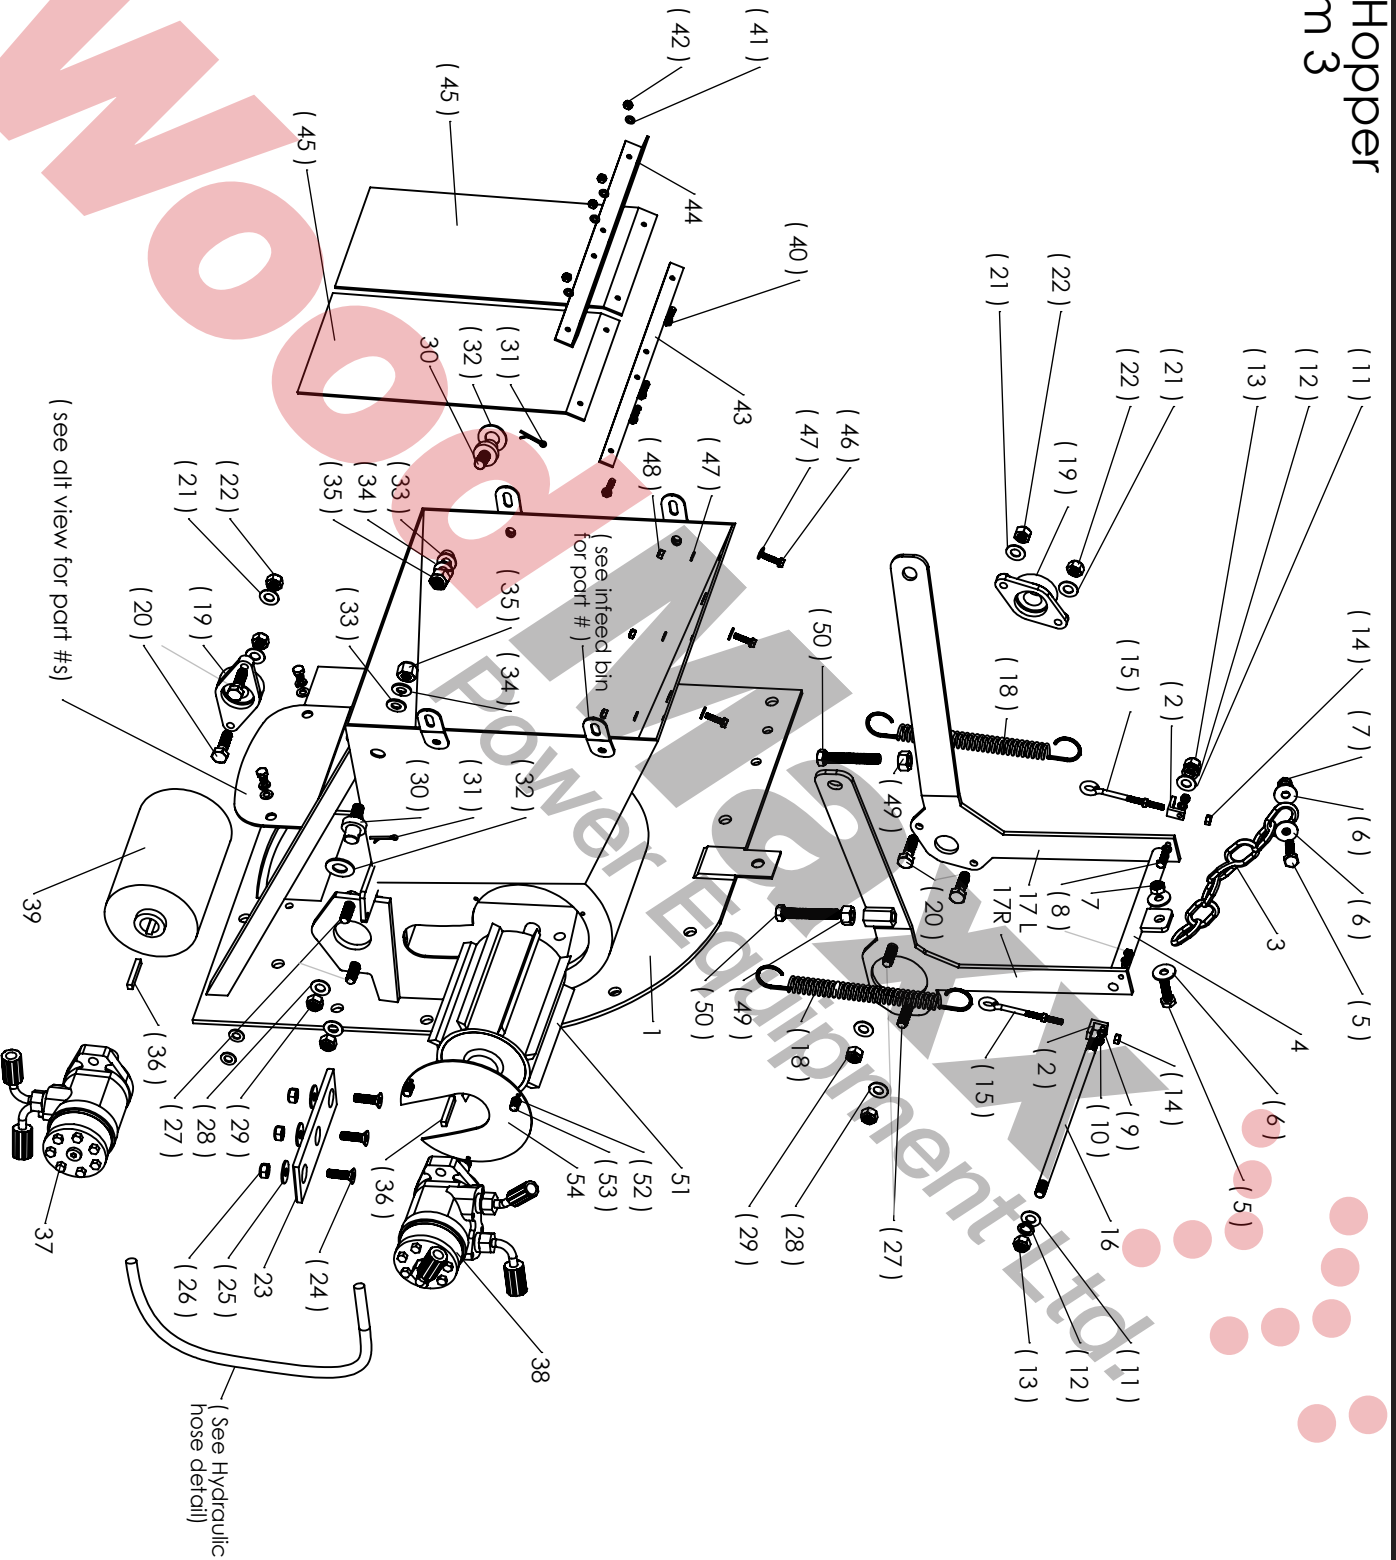 Hopper
m 3
( 11 )
( 12 )
( 13 )
( 22 )
( 21 )
( 21 )
( 22 )
( 19 )
( 14 )
( 7 )
( 6 )
( 6 )
( 5 )
( 15 )
( 2 )
( 18 )
3
( 41 )
( 42 )
( 45 )
( 45 )
44
( 40 )
43
( 31 )
( 32 )
30
( 46 )
( 47 )
( 47 )
( 48 )
( 50 )
( 49 )
( 20 )
17 L
17R
( 8 )
7
4
( 6 )
( 5 )
( 14 )
( 9 )
( 10 )
( 2 )
( 15 )
16
( 11 )
( 12 )
( 13 )
( 49 )
( 50 )
( 18 )
( 27 )
( 28 )
( 29 )
1
( see infeed bin
for part # )
( 33 )
( 34 )
( 35 )
( 35 )
( 34 )
( 33 )
( 22 )
( 21 )
( 19 )
( 20 )
( see alt view for part #s)
( 30 )
( 31 )
( 32 )
39
( 36 )
( 27 )
( 28 )
( 29 )
37
51
( 52 )
( 53 )
54
( 36 )
( 24 )
23
( 25 )
( 26 )
38
( See Hydraulic
hose detail)
WoodMaxx
Power Equipment Ltd.